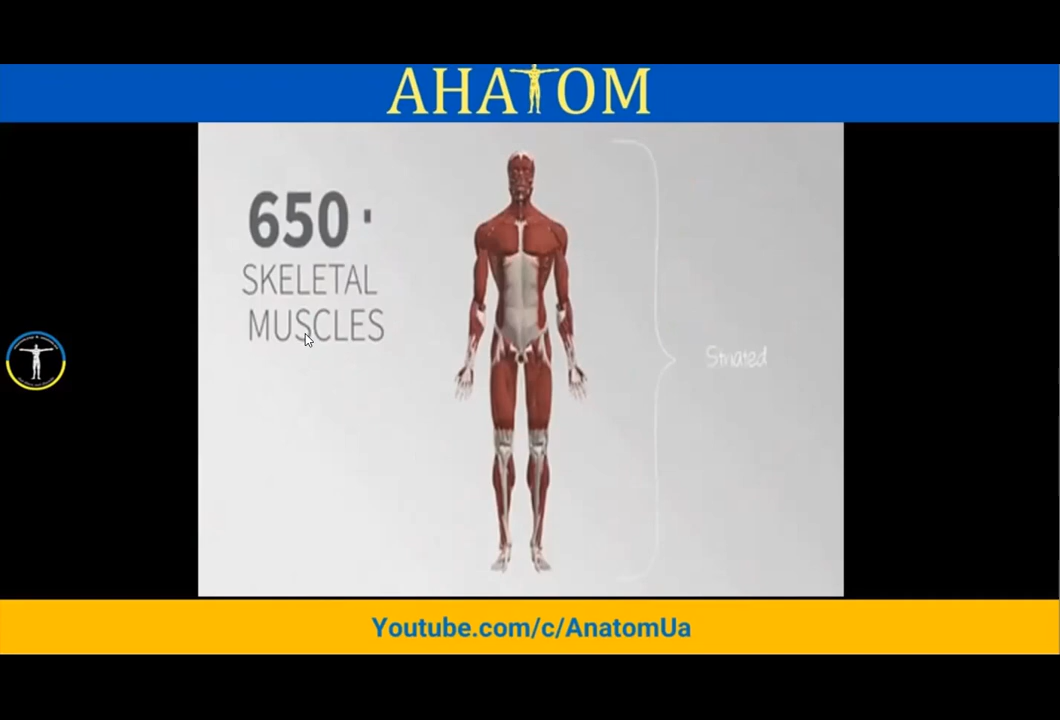 АНАТОМ
650·
SKELETAL
MUSCLES
Striated
Youtube.com/c/AnatomUa